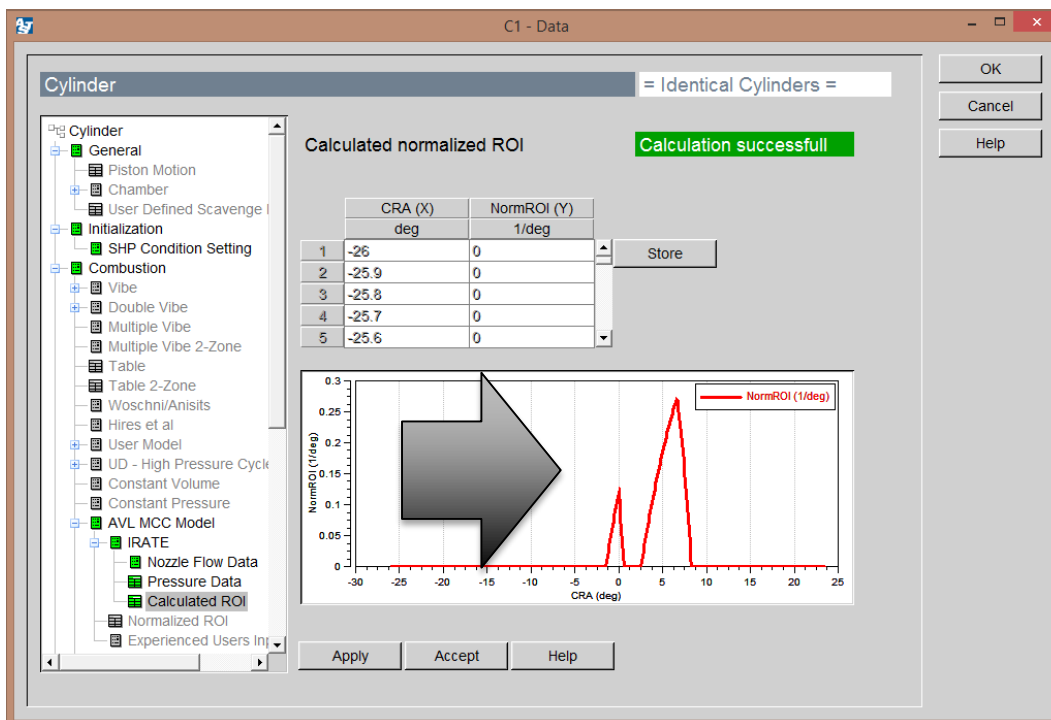 C1 - Data
Cylinder
= Identical Cylinders =
OK
Cancel
Help
Cylinder
General
Piston Motion
Chamber
User Defined Scavenge
Initialization
SHP Condition Setting
Combustion
Vibe
Double Vibe
Multiple Vibe
Multiple Vibe 2-Zone
Table
Table 2-Zone
Woschni/Anisits
Hires et al
User Model
UD - High Pressure Cycle
Constant Volume
Constant Pressure
AVL MCC Model
IRATE
Nozzle Flow Data
Pressure Data
Calculated ROI
Normalized ROI
Experienced Users Inp
Calculated normalized ROI
Calculation successfull
CRA (X) NormROI (Y)
deg 1/deg
1 -26 0
2 -25.9 0
3 -25.8 0
4 -25.7 0
5 -25.6 0
Store
NormROI (1/deg)
0.3
0.25
0.2
0.15
0.1
0.05
0
NormROI (1/deg)
-30 -25 -20 -15 -10 -5 0 5 10 15 20 25
CRA (deg)
Apply Accept Help